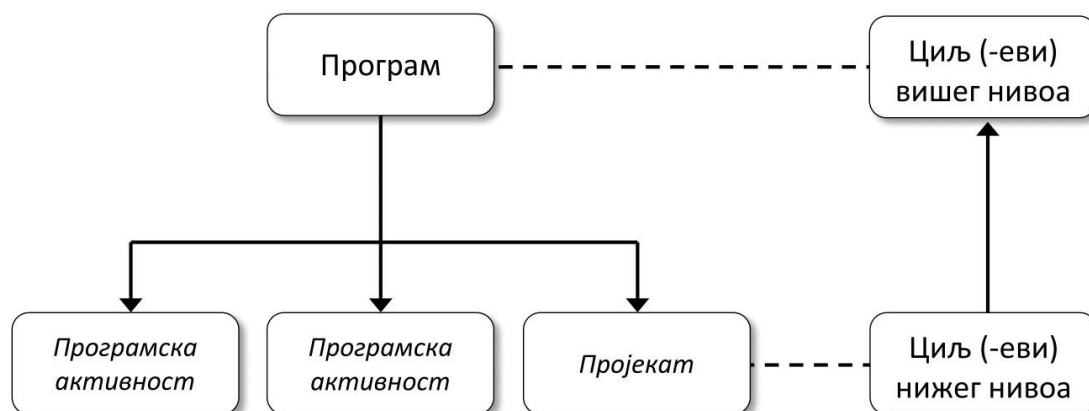 Програм
Циљ (-еви)
вишег нивоа
Програмска
активност
Програмска
активност
Пројекат
Циљ (-еви)
нижег нивоа